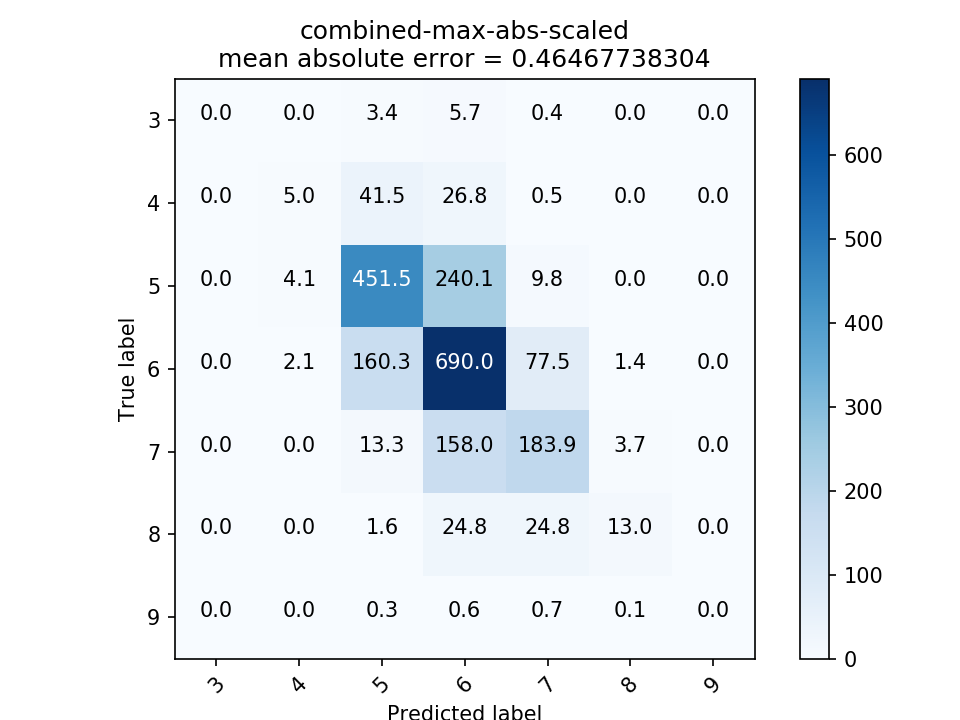 combined-max-abs-scaled
mean absolute error = 0.46467738304
3 0.0 0.0 3.4 5.7 0.4 0.0 0.0
4 0.0 5.0 41.5 26.8 0.5 0.0 0.0
5 0.0 4.1 451.5 240.1 9.8 0.0 0.0
6 0.0 2.1 160.3 690.0 77.5 1.4 0.0
7 0.0 0.0 13.3 158.0 183.9 3.7 0.0
8 0.0 0.0 1.6 24.8 24.8 13.0 0.0
9 0.0 0.0 0.3 0.6 0.7 0.1 0.0
True label
3 4 5 6 7 8 9
Predicted label
600
500
400
300
200
100
0